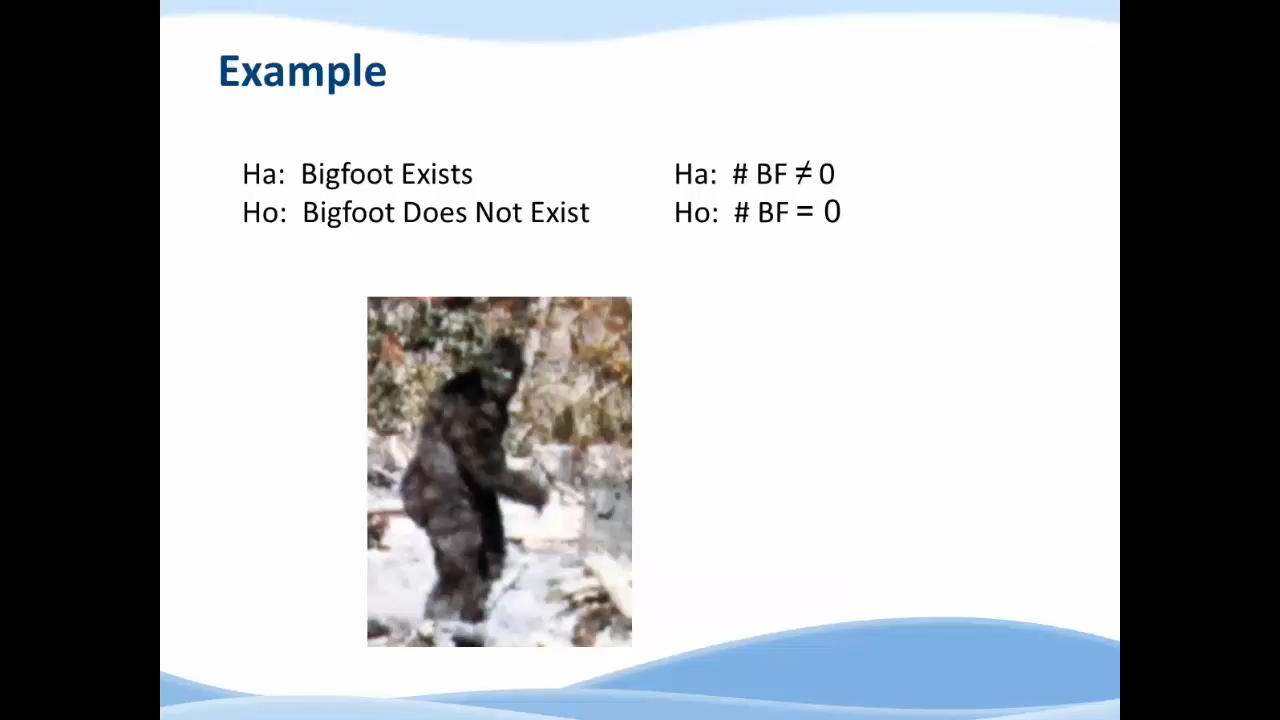 Example
Ha: Bigfoot Exists
Ho: Bigfoot Does Not Exist
Ha: # BF ≠ 0
Ho: # BF = 0